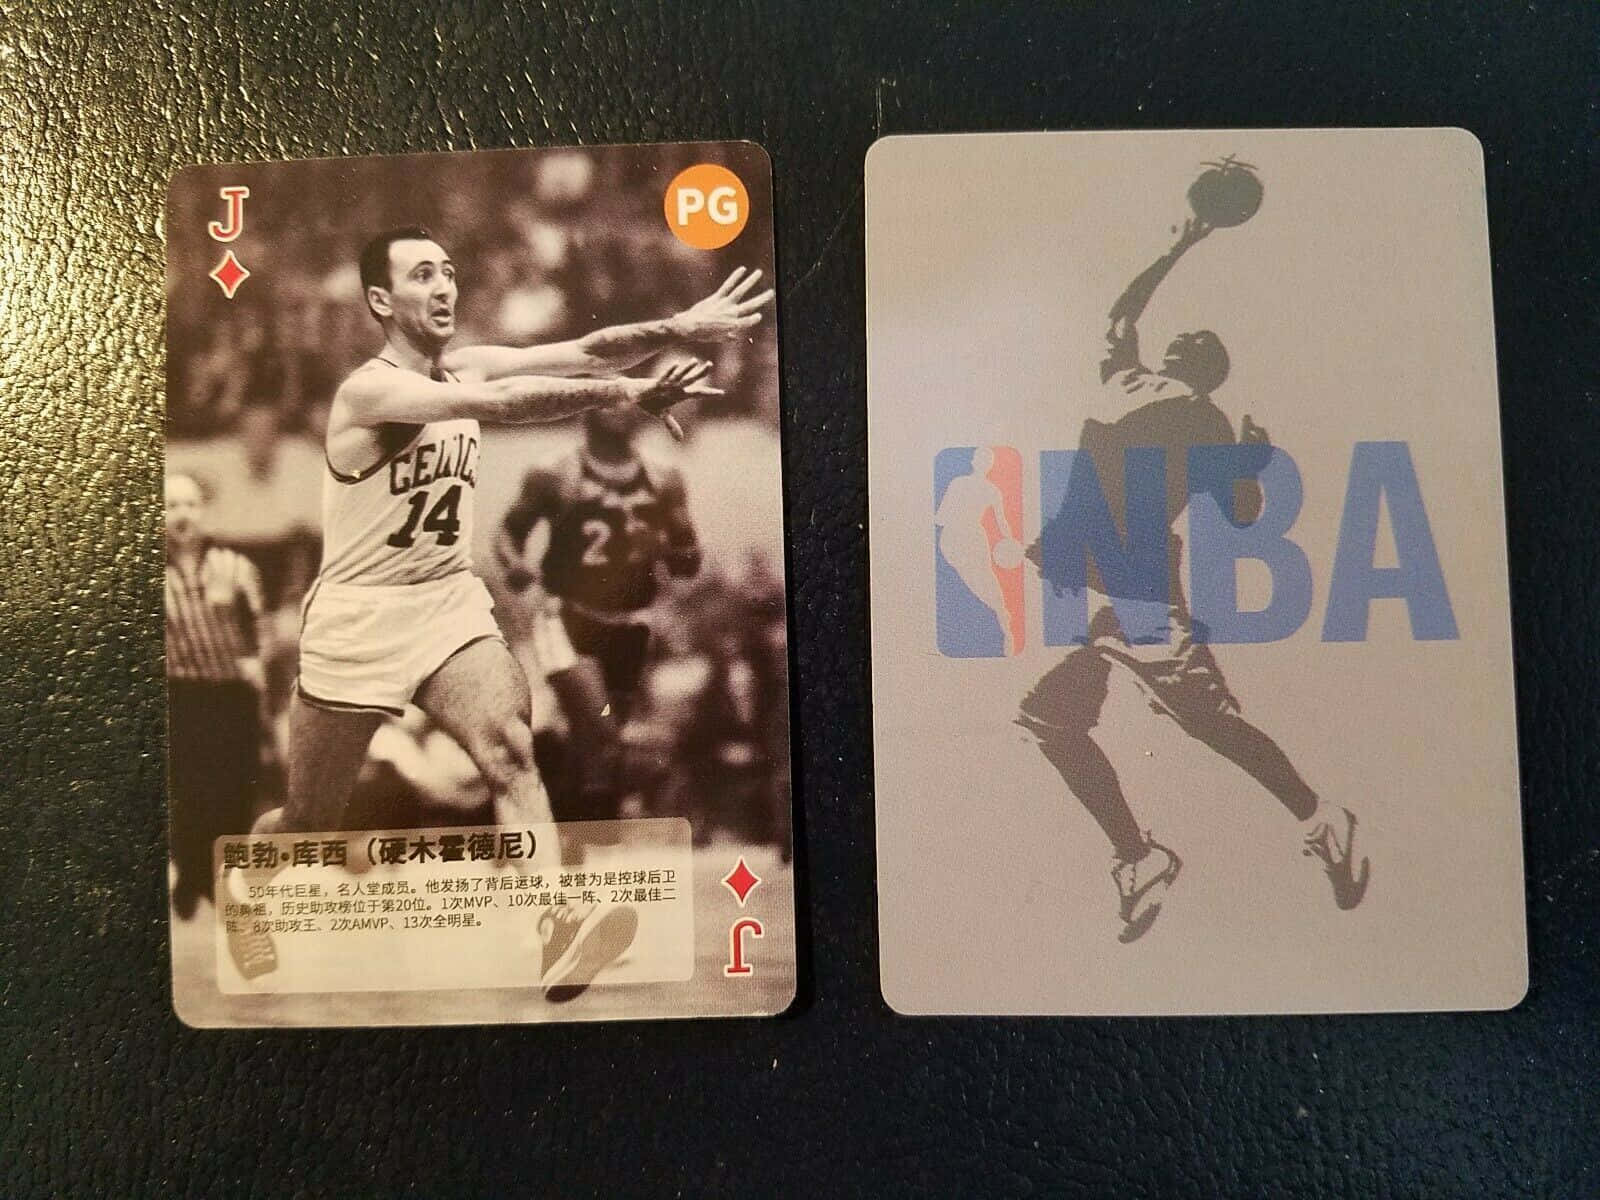 J
PG
CELTICS
14
2
鲍勃•库西（硬木霍德尼）
50年代巨星，名人堂成员。他发扬了背后运球，被誉为是控球后卫
的鼻祖，历史助攻榜位于第20位。1次MVP、10次最佳一阵、2次最佳二
阵、8次助攻王、2次AMVP、13次全明星。
J
NBA